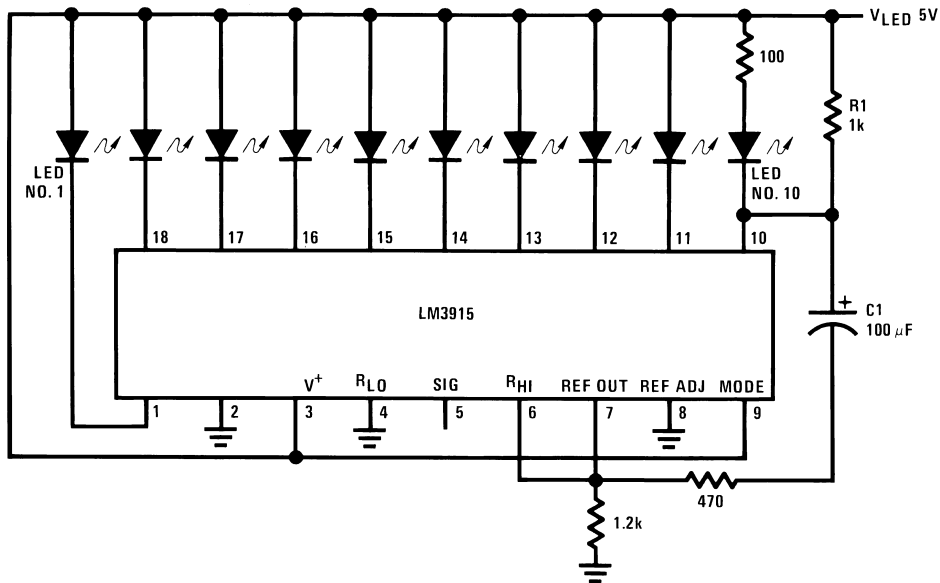 V LED 5V
100
R1
1k
LED
NO. 1
LED
NO. 10
18 17 16 15 14 13 12 11 10
LM3915
C1
100 μF
V+ RLO SIG RHI REF OUT REF ADJ MODE
1 2 3 4 5 6 7 8 9
470
1.2k